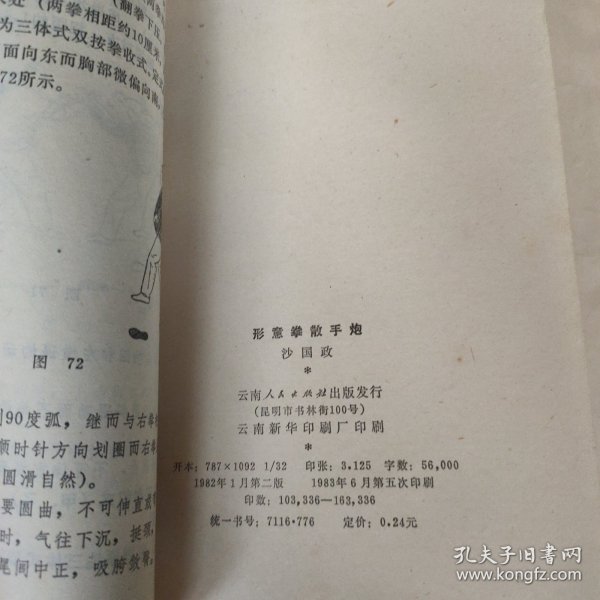 处（两拳相距约10厘米，
为三体式双按拳收式。定
面向东而胸部微偏向南，
72所示。
图 72
90度弧，继而与右
顺时针方向划圈而右
圆滑自然）。
要圆曲，不可伸直或
时，气往下沉，挺颈，
尾闾中正，吸胯敛臀。
形意拳散手炮
沙国政
*
云南人民出版社出版发行
（昆明市书林街100号）
云南新华印刷厂印刷
*
开本：787×1092 1/32 印张：3.125 字数：56,000
1982年1月第二版 1983年6月第五次印刷
印数：103,336—163,336
统一书号：7116·776 定价：0.24元
孔夫子旧书网
www.kongfz.com